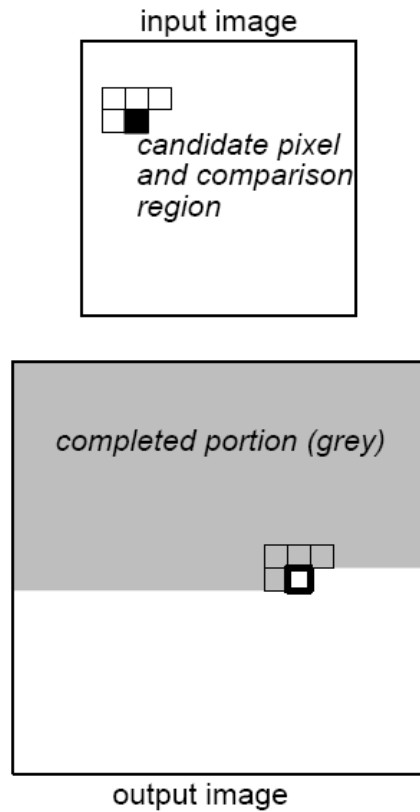 input image
candidate pixel
and comparison
region
completed portion (grey)
output image